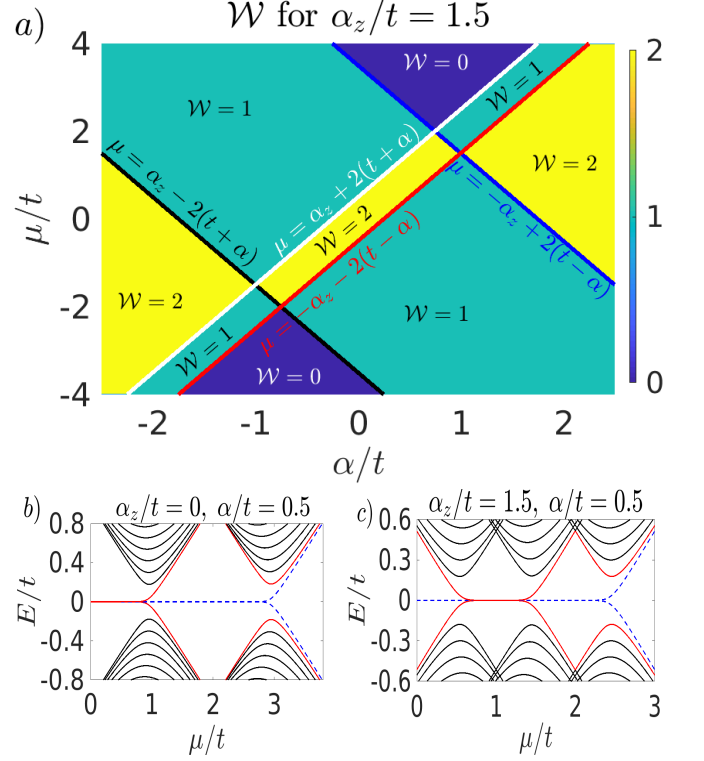 a)
𝒲 for α_z/t = 1.5
4
2
0
-2
-4
μ/t
𝒲 = 0
𝒲 = 1
𝒲 = 1
μ = α_z − 2(t + α)
μ = α_z + 2(t + α)
𝒲 = 2
𝒲 = 2
μ = −α_z + 2(t − α)
μ = −α_z − 2(t − α)
𝒲 = 2
𝒲 = 1
𝒲 = 1
𝒲 = 0
-2
-1
0
1
2
α/t
2
1
0
b)
α_z/t = 0, α/t = 0.5
0.8
0.4
0
-0.4
-0.8
E/t
0
1
2
3
μ/t
c)
α_z/t = 1.5, α/t = 0.5
0.6
0.3
0
-0.3
-0.6
E/t
0
1
2
3
μ/t